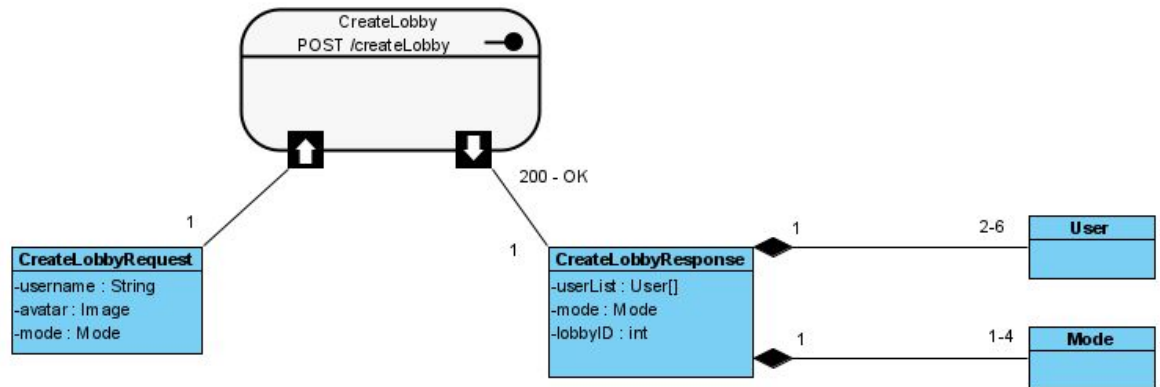 CreateLobby
POST /createLobby
200 - OK
1
1
CreateLobbyRequest
-username : String
-avatar : Image
-mode : Mode
CreateLobbyResponse
-userList : User[]
-mode : Mode
-lobbyID : int
1
2-6
User
1
1-4
Mode